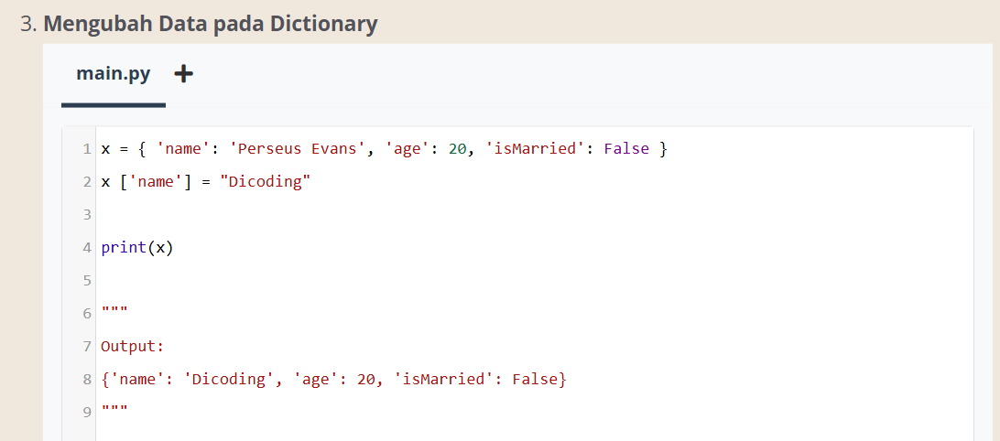 3. Mengubah Data pada Dictionary
main.py +
1 x = { 'name': 'Perseus Evans', 'age': 20, 'isMarried': False }
2 x ['name'] = "Dicoding"
3
4 print(x)
5
6 """
7 Output:
8 {'name': 'Dicoding', 'age': 20, 'isMarried': False}
9 """